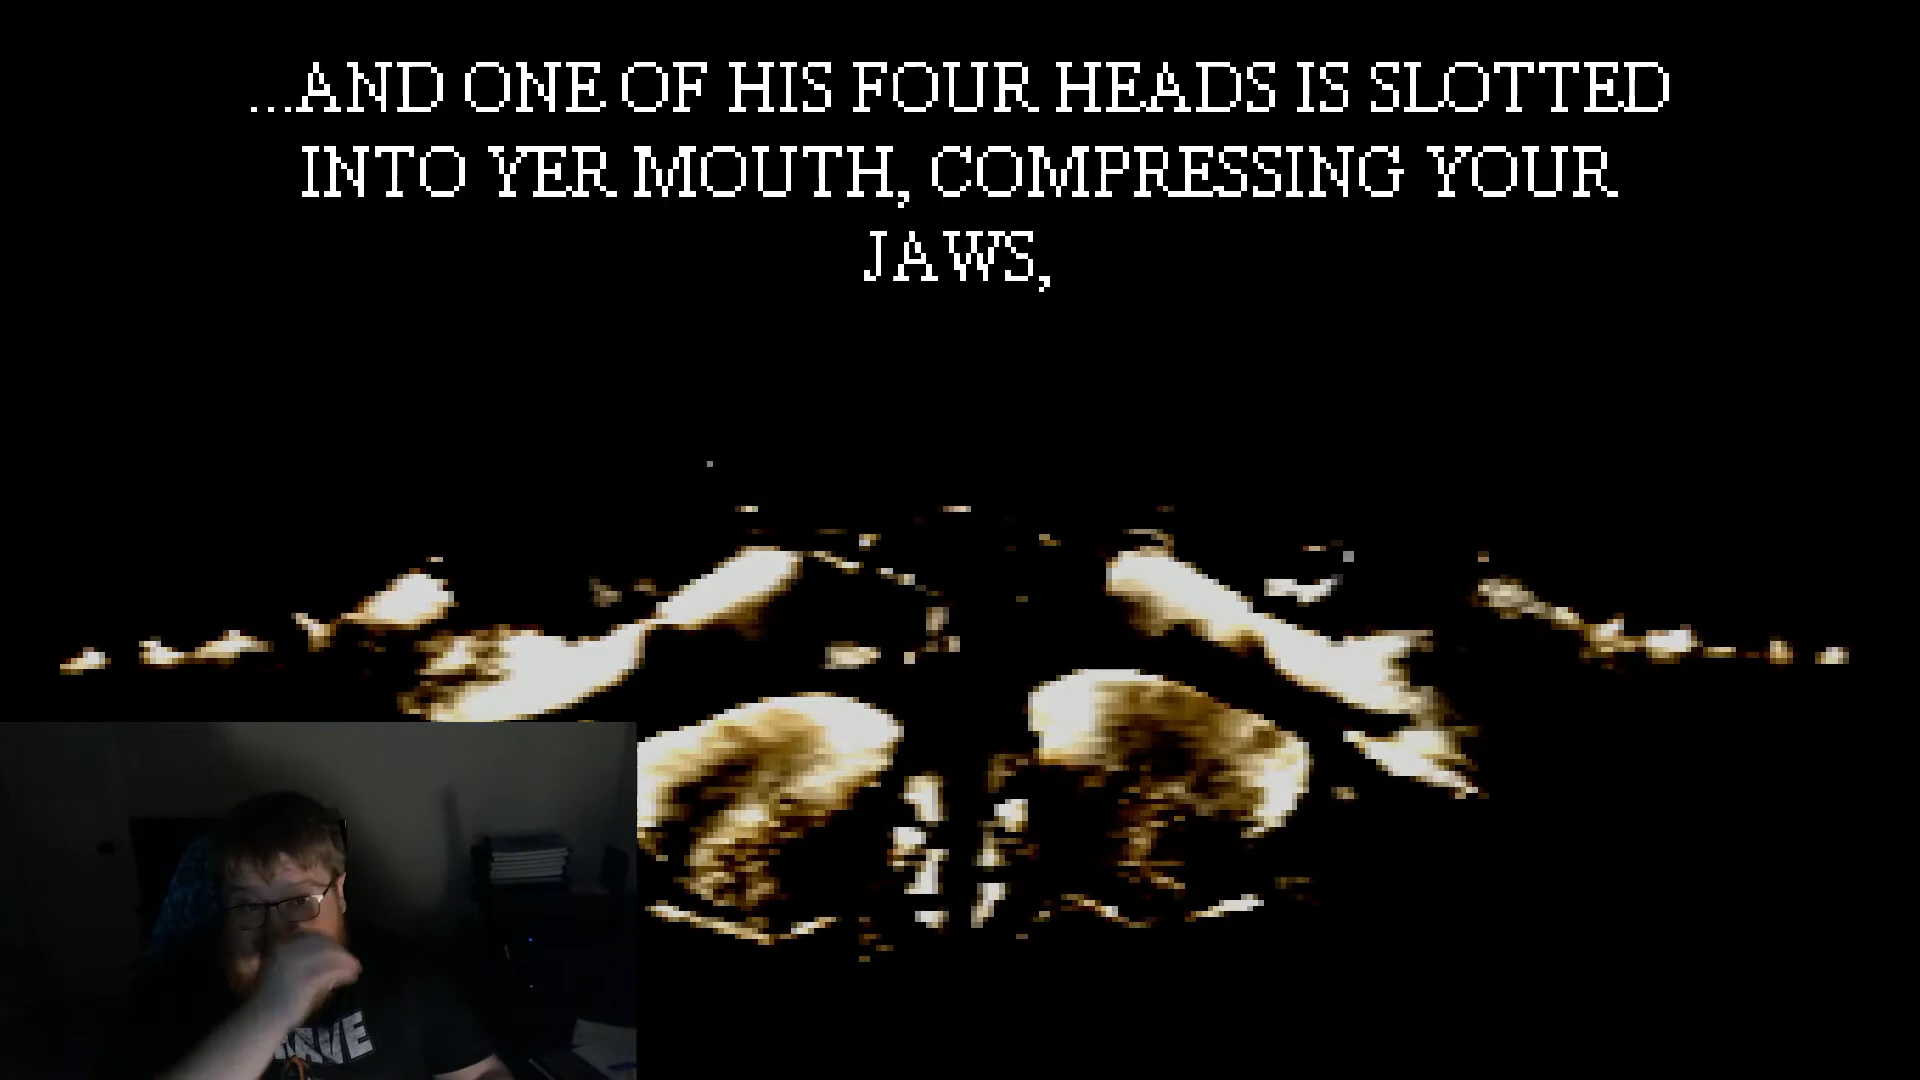 ...AND ONE OF HIS FOUR HEADS IS SLOTTED
INTO YER MOUTH, COMPRESSING YOUR
JAWS,